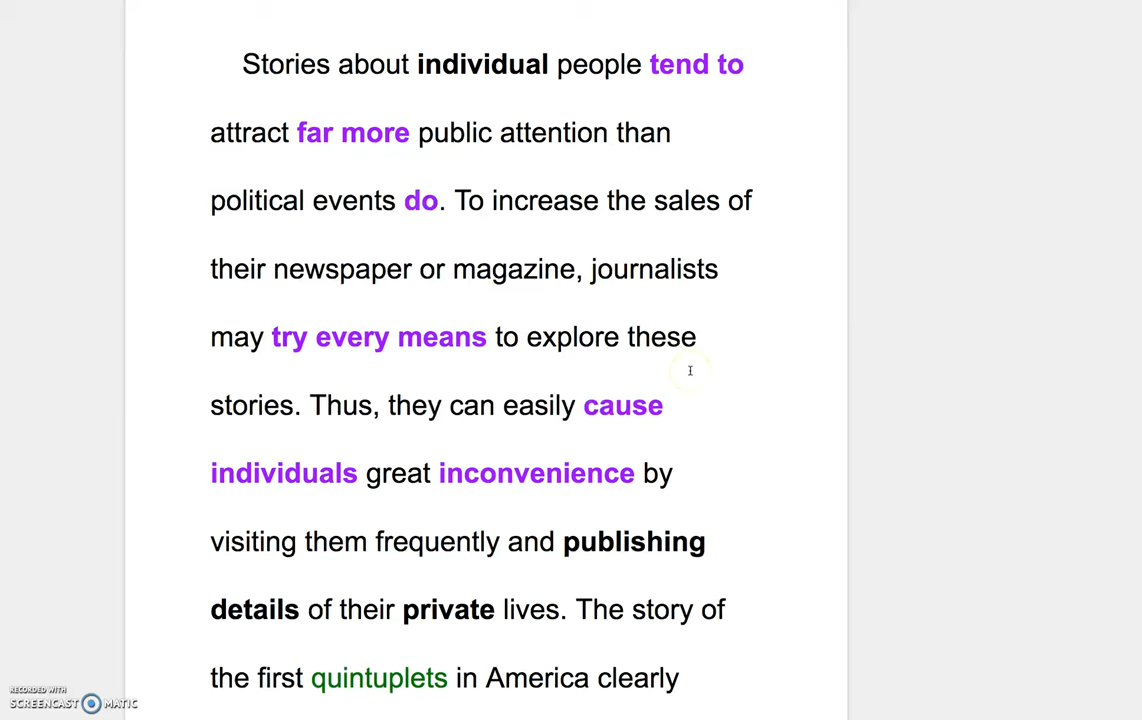 Stories about individual people tend to
attract far more public attention than
political events do. To increase the sales of
their newspaper or magazine, journalists
may try every means to explore these
stories. Thus, they can easily cause
individuals great inconvenience by
visiting them frequently and publishing
details of their private lives. The story of
the first quintuplets in America clearly
RECORDED WITH
SCREENCAST MATIC